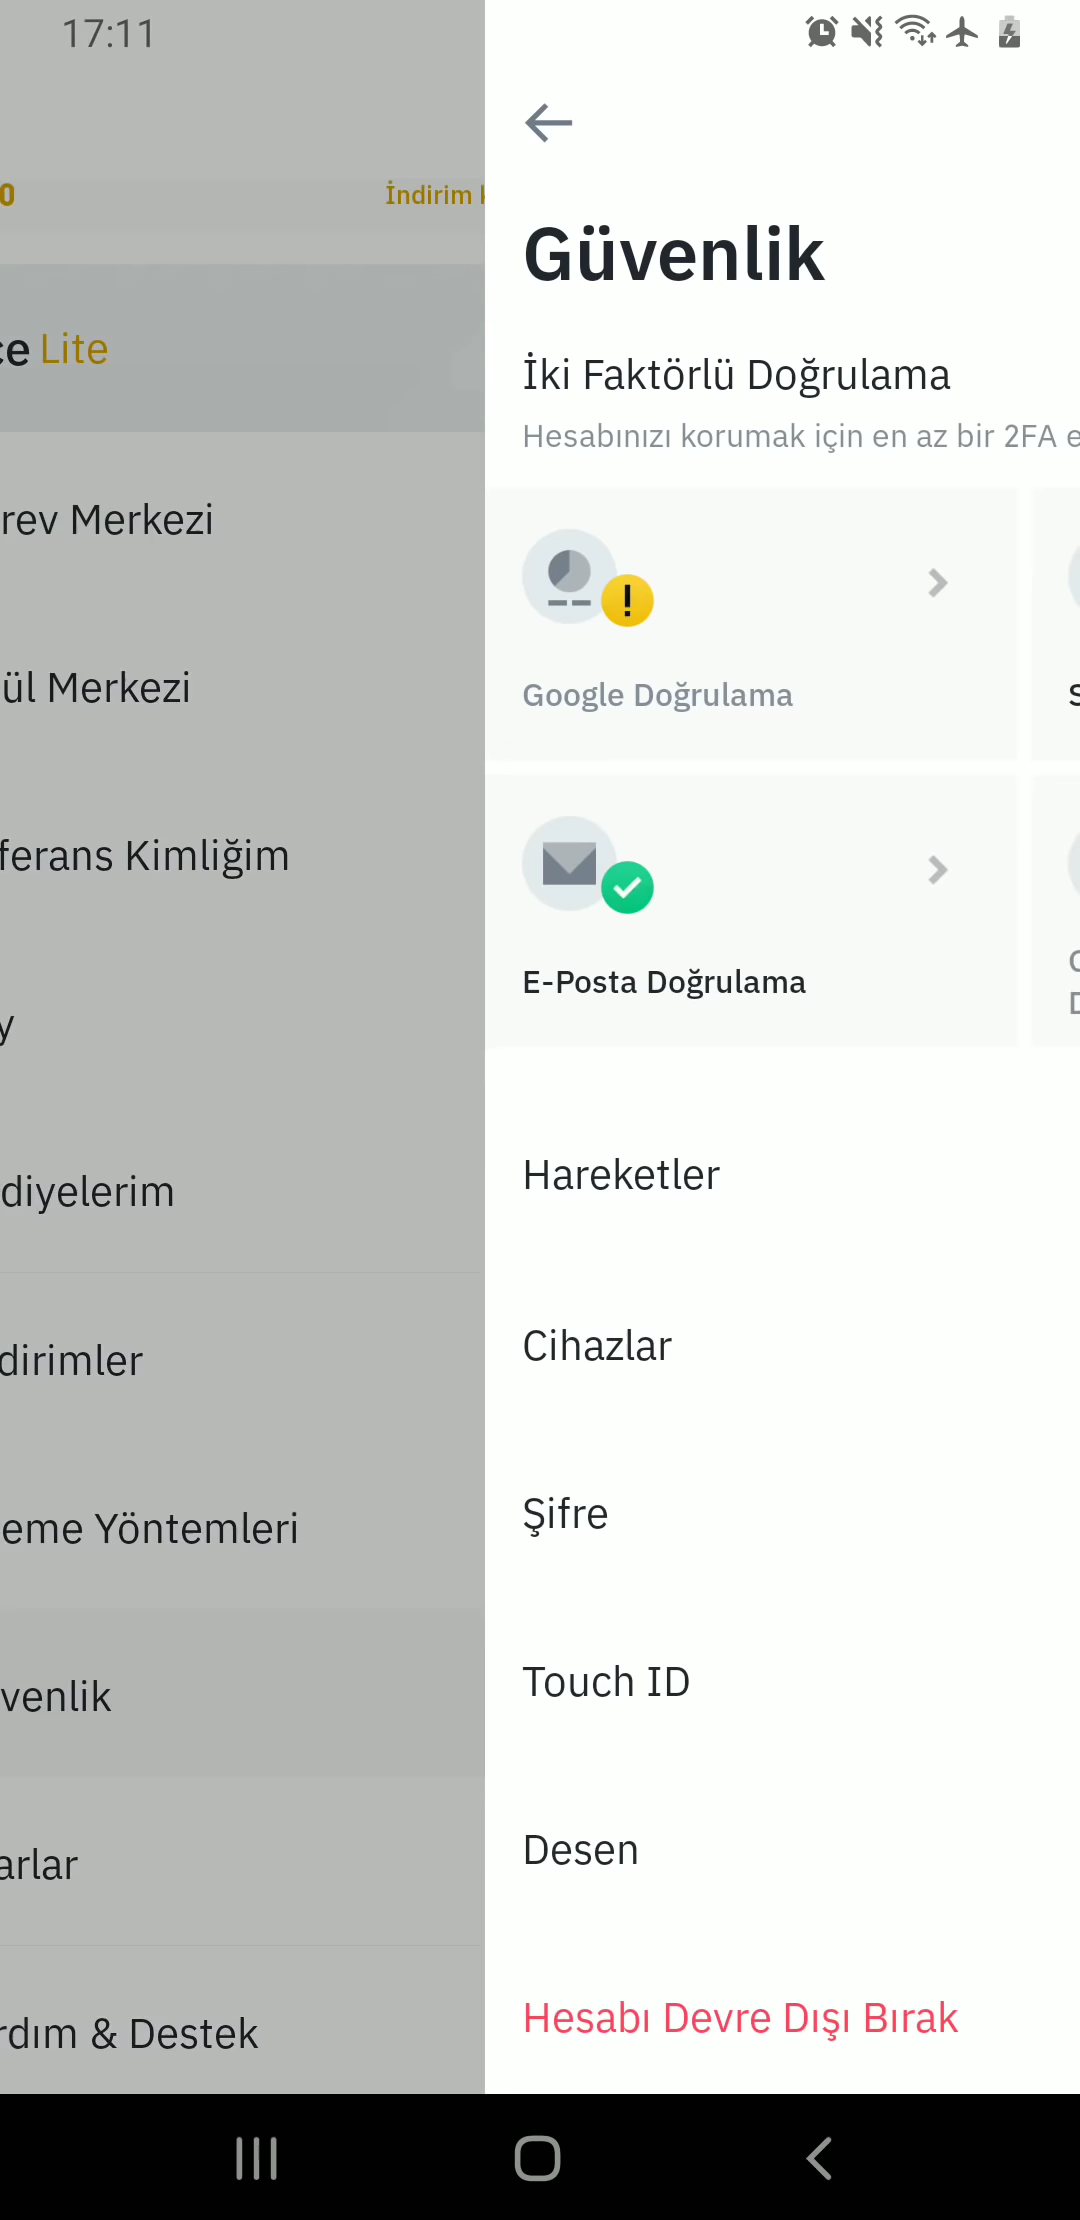 17:11
0
İndirim
ce Lite
rev Merkezi
ül Merkezi
ferans Kimliğim
y
diyelerim
dirimler
eme Yöntemleri
venlik
arlar
rdım & Destek
Güvenlik
İki Faktörlü Doğrulama
Hesabınızı korumak için en az bir 2FA e
Google Doğrulama
S
E-Posta Doğrulama
Hareketler
Cihazlar
Şifre
Touch ID
Desen
Hesabı Devre Dışı Bırak